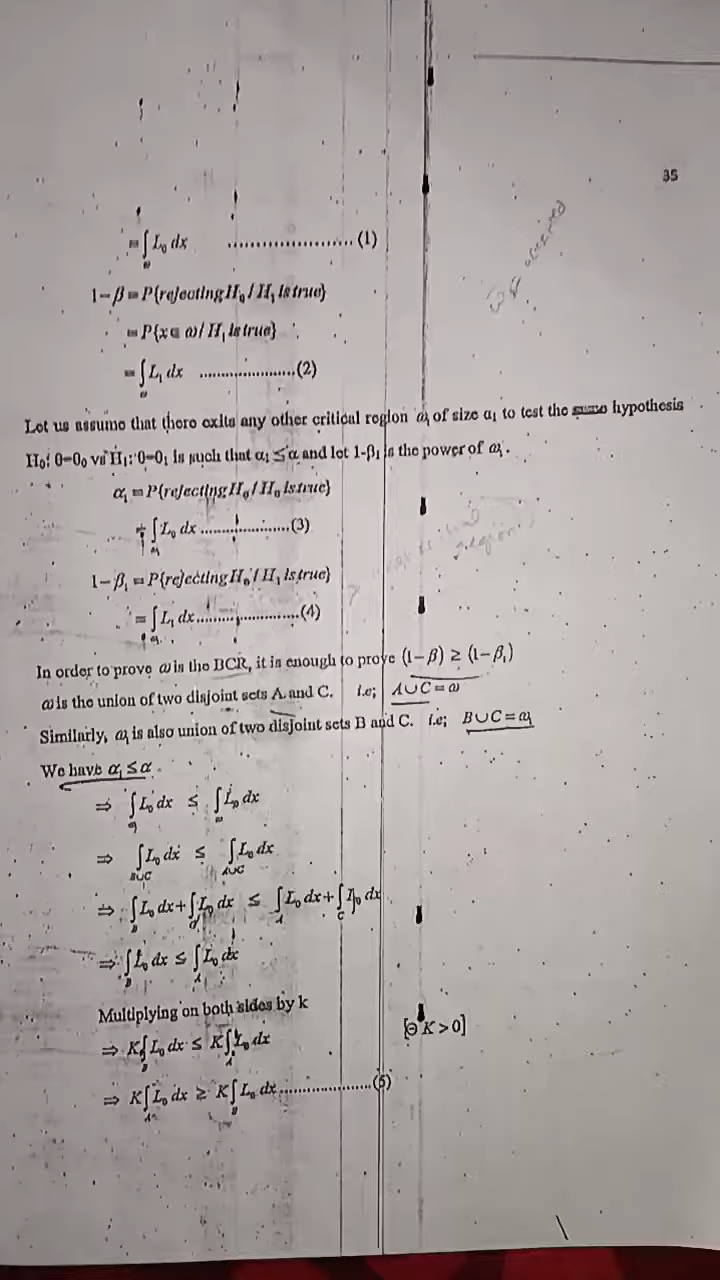 35
= ∫_ω L₀ dx ........................ (1)
1-β = P{rejecting H₀ / H₁ is true}
= P{x ∈ ω / H₁ is true}
= ∫_ω L₁ dx ......................(2)
Let us assume that there exits any other critical region ω₁ of size α₁ to test the same hypothesis
H₀: θ=θ₀ vs H₁: θ=θ₁ is such that α₁ ≤ α and let 1-β₁ is the power of ω₁.
α₁ = P{rejecting H₀ / H₀ is true}
= ∫_ω₁ L₀ dx .....................(3)
1-β₁ = P{rejecting H₀ / H₁ is true}
= ∫_ω₁ L₁ dx........................(4)
In order to prove ω is the BCR, it is enough to prove (1-β) ≥ (1-β₁)
ω is the union of two disjoint sets A and C. i.e; A∪C = ω
Similarly, ω₁ is also union of two disjoint sets B and C. i.e; B∪C = ω₁
We have α₁ ≤ α
⇒ ∫_ω₁ L₀ dx ≤ ∫_ω L₀ dx
⇒ ∫_B∪C L₀ dx ≤ ∫_A∪C L₀ dx
⇒ ∫_B L₀ dx + ∫_C L₀ dx ≤ ∫_A L₀ dx + ∫_C L₀ dx
⇒ ∫_B L₀ dx ≤ ∫_A L₀ dx
Multiplying on both sides by k
⇒ K∫_B L₀ dx ≤ K∫_A L₀ dx [Θ K > 0]
⇒ K∫_A L₀ dx ≥ K∫_B L₀ dx .....................(5)